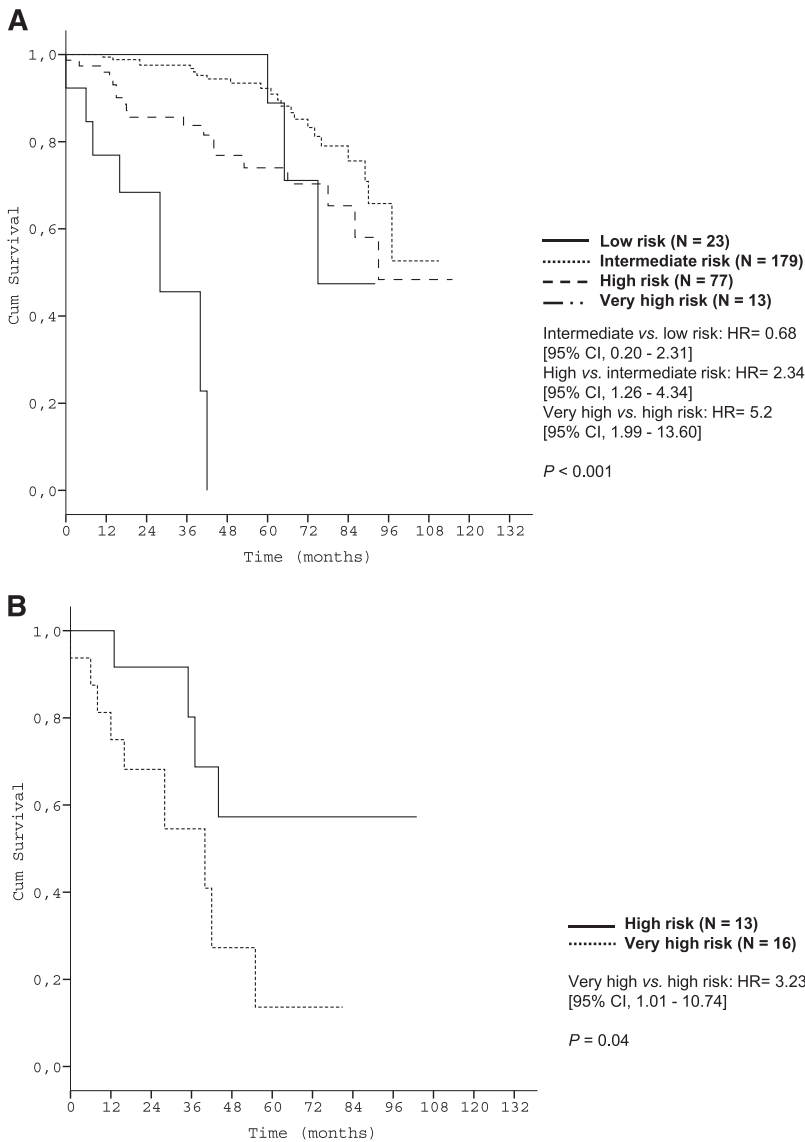 A
Cum Survival
1,0
0,8
0,6
0,4
0,2
0,0
0 12 24 36 48 60 72 84 96 108 120 132
Time (months)
Low risk (N = 23)
Intermediate risk (N = 179)
High risk (N = 77)
Very high risk (N = 13)
Intermediate vs. low risk: HR= 0.68
[95% CI, 0.20 - 2.31]
High vs. intermediate risk: HR= 2.34
[95% CI, 1.26 - 4.34]
Very high vs. high risk: HR= 5.2
[95% CI, 1.99 - 13.60]
P < 0.001
B
Cum Survival
1,0
0,8
0,6
0,4
0,2
0,0
0 12 24 36 48 60 72 84 96 108 120 132
Time (months)
High risk (N = 13)
Very high risk (N = 16)
Very high vs. high risk: HR= 3.23
[95% CI, 1.01 - 10.74]
P = 0.04